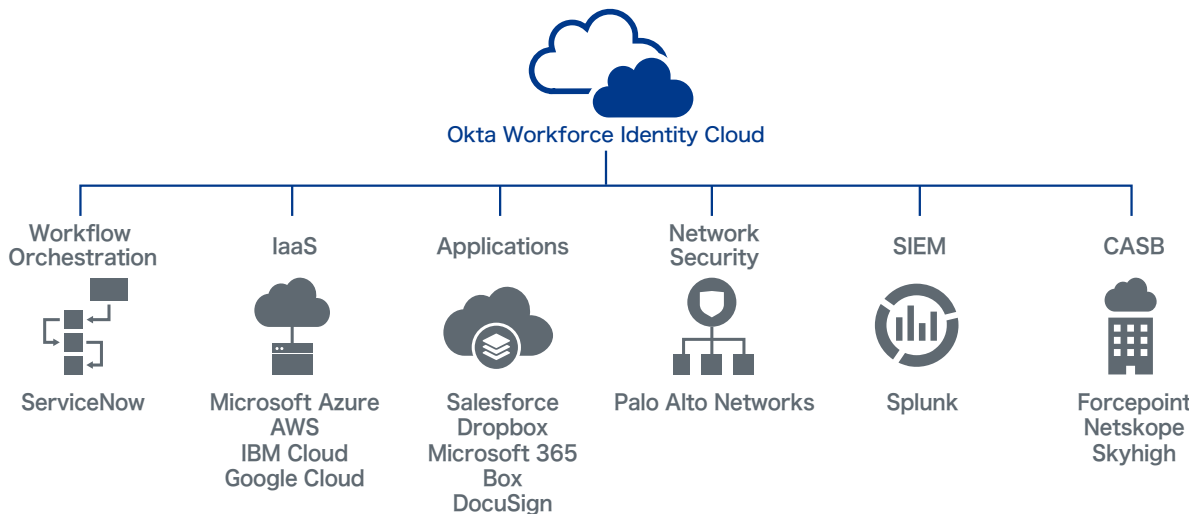 Okta Workforce Identity Cloud
Workflow
Orchestration
IaaS
Applications
Network
Security
SIEM
CASB
ServiceNow
Microsoft Azure
AWS
IBM Cloud
Google Cloud
Salesforce
Dropbox
Microsoft 365
Box
DocuSign
Palo Alto Networks
Splunk
Forcepoint
Netskope
Skyhigh